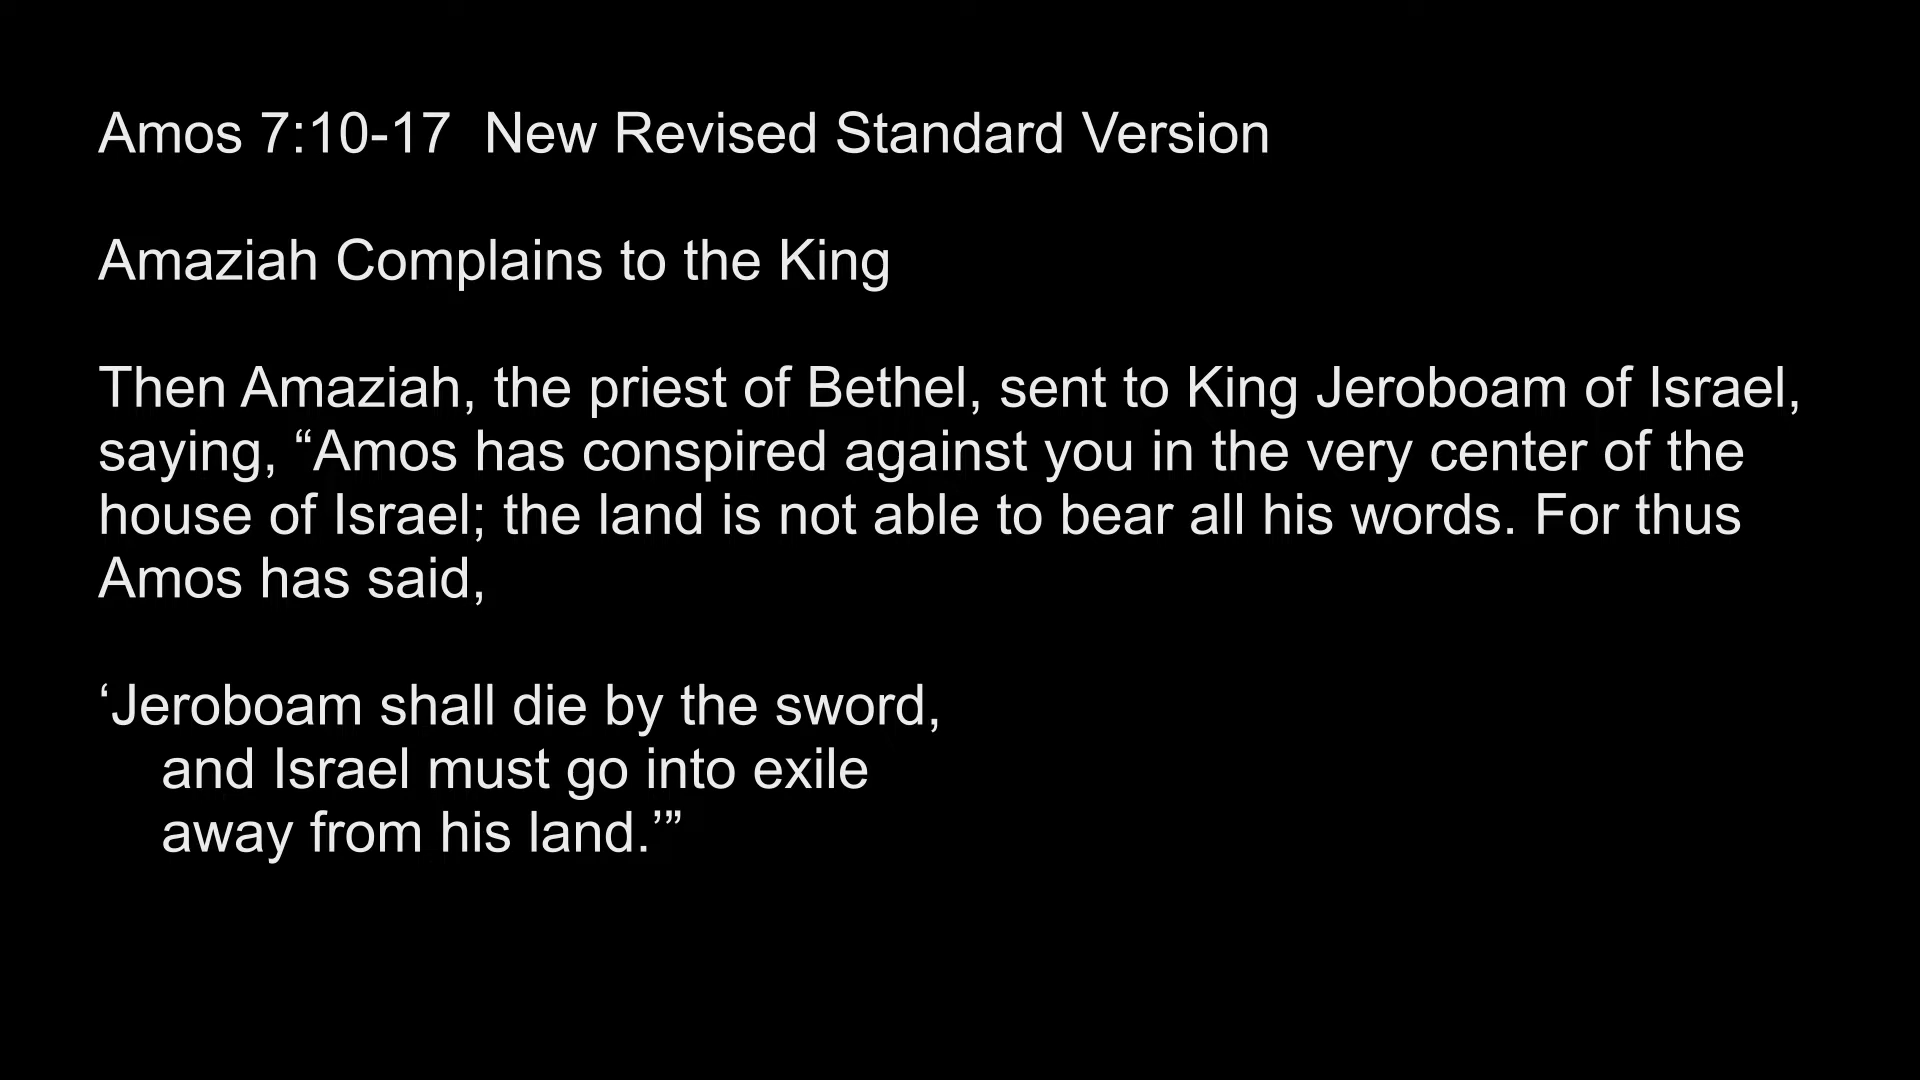 Amos 7:10-17  New Revised Standard Version
Amaziah Complains to the King
Then Amaziah, the priest of Bethel, sent to King Jeroboam of Israel,
saying, “Amos has conspired against you in the very center of the
house of Israel; the land is not able to bear all his words. For thus
Amos has said,
‘Jeroboam shall die by the sword,
and Israel must go into exile
away from his land.’”